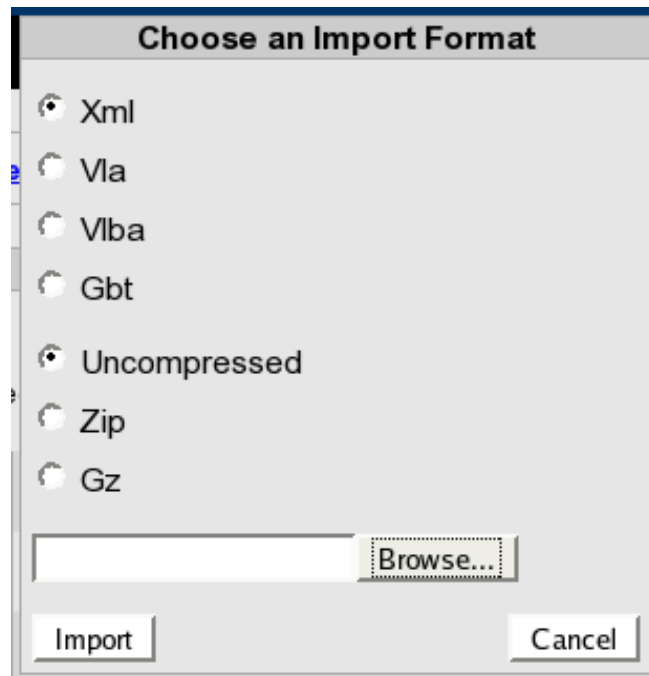 Choose an Import Format
Xml
Vla
Vlba
e
Gbt
Uncompressed
Zip
Gz
Browse...
Import Cancel